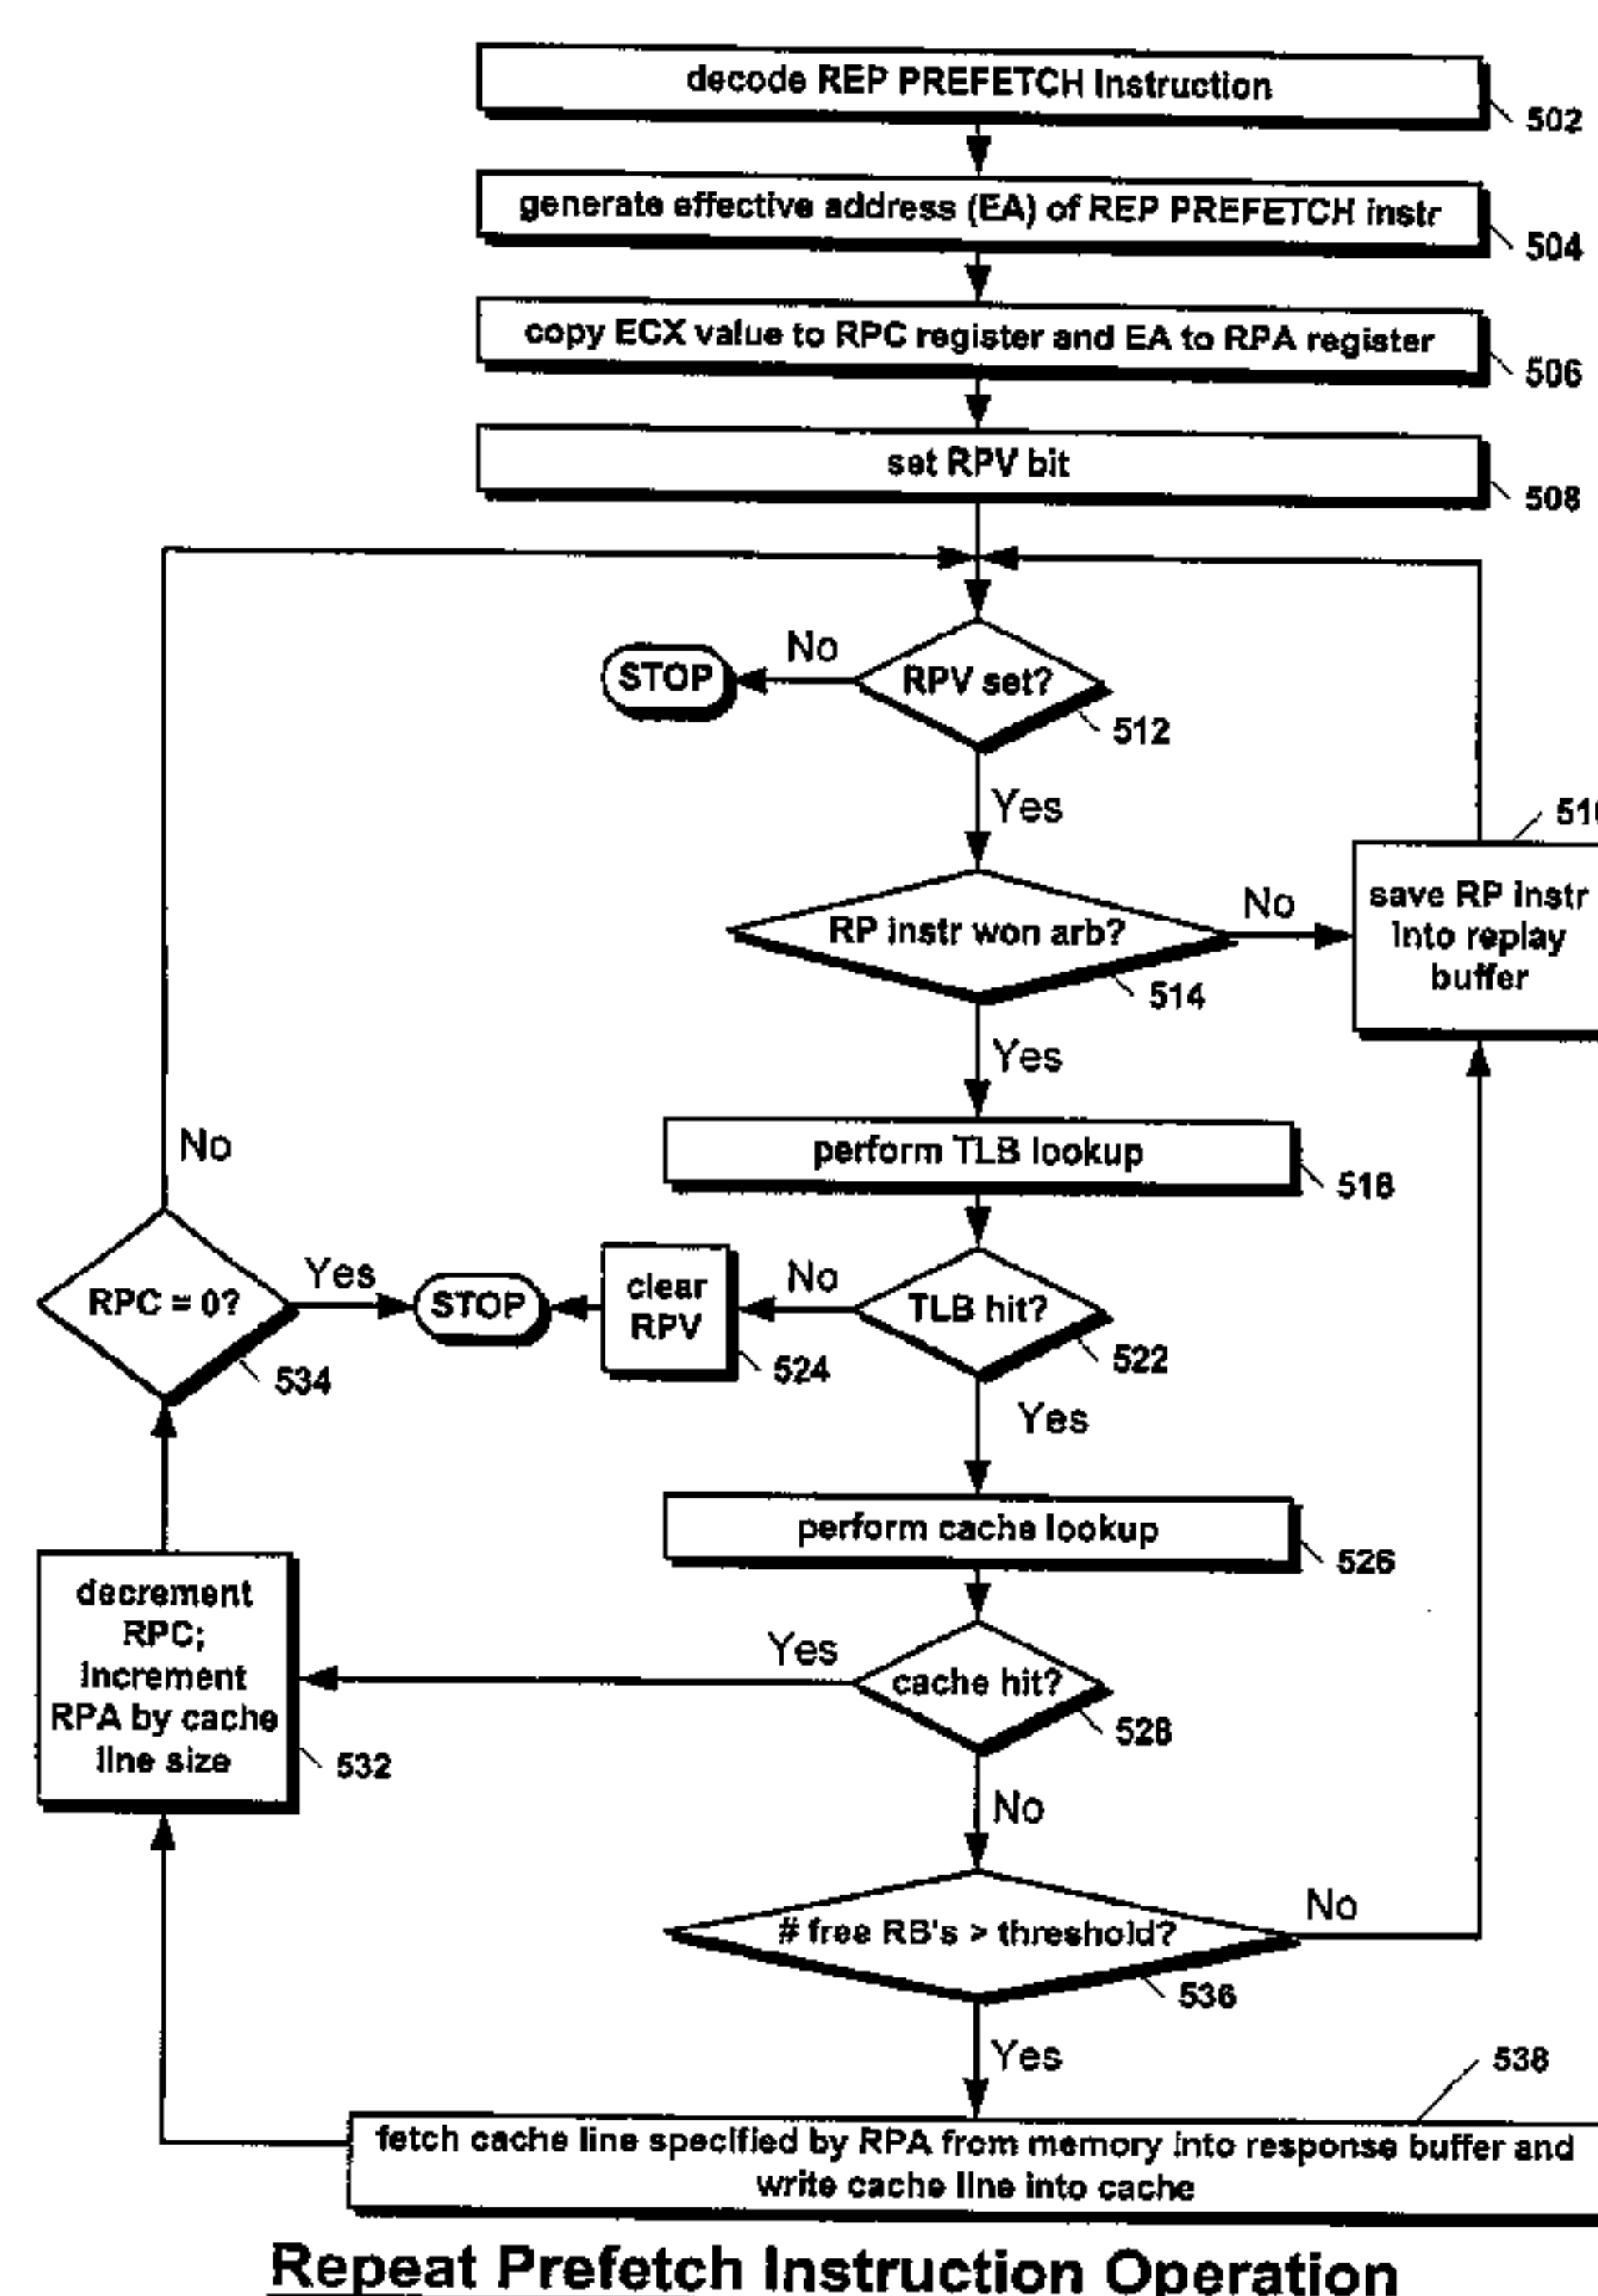 decode REP PREFETCH Instruction
502
generate effective address (EA) of REP PREFETCH instr
504
copy ECX value to RPC register and EA to RPA register
506
set RPV bit
508
No
STOP
RPV set?
512
Yes
save RP instr
into replay
buffer
No
RP instr won arb?
514
Yes
perform TLB lookup
518
No
RPC = 0?
534
Yes
STOP
clear
RPV
524
No
TLB hit?
522
Yes
perform cache lookup
526
decrement
RPC;
increment
RPA by cache
line size
532
Yes
cache hit?
528
No
# free RB's > threshold?
536
No
Yes
538
fetch cache line specified by RPA from memory into response buffer and
write cache line into cache
Repeat Prefetch Instruction Operation